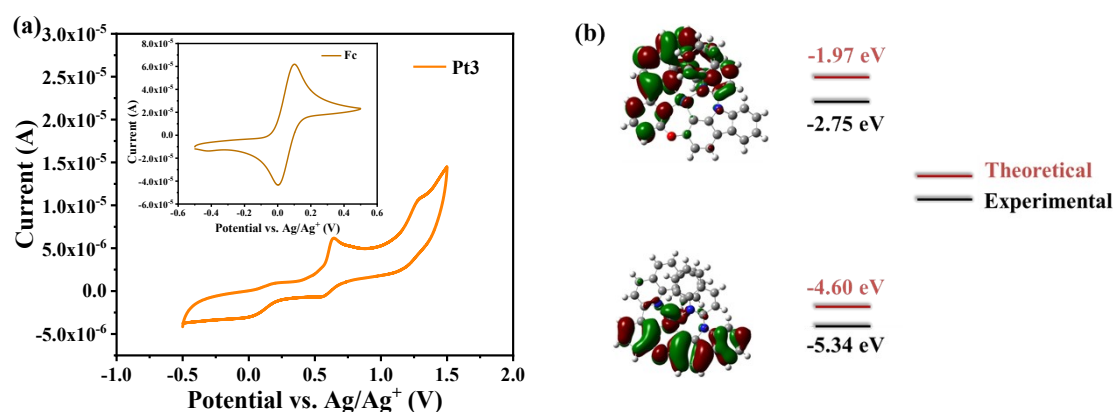 (a)
3.0x10⁻⁵
2.5x10⁻⁵
2.0x10⁻⁵
1.5x10⁻⁵
1.0x10⁻⁵
5.0x10⁻⁶
0.0
-5.0x10⁻⁶
Current (A)
-1.0 -0.5 0.0 0.5 1.0 1.5 2.0
Potential vs. Ag/Ag⁺ (V)
Pt3
8.0x10⁻⁵
6.0x10⁻⁵
4.0x10⁻⁵
2.0x10⁻⁵
0.0
-2.0x10⁻⁵
-4.0x10⁻⁵
-6.0x10⁻⁵
Current (A)
Fc
-0.6 -0.4 -0.2 0.0 0.2 0.4 0.6
Potential vs. Ag/Ag⁺ (V)
(b)
-1.97 eV
-2.75 eV
Theoretical
Experimental
-4.60 eV
-5.34 eV